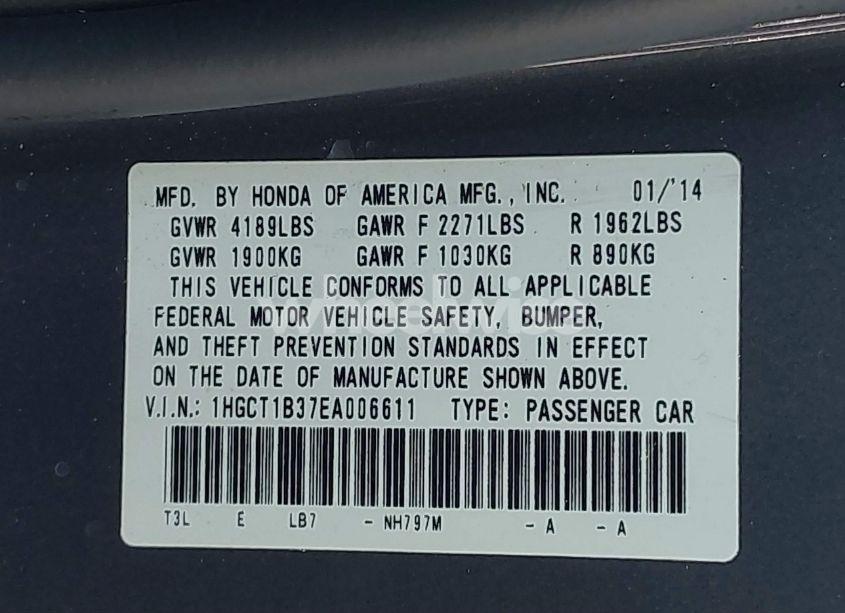 MFD. BY HONDA OF AMERICA MFG., INC. 01/'14
GVWR 4189LBS GAWR F 2271LBS R 1962LBS
GVWR 1900KG GAWR F 1030KG R 890KG
THIS VEHICLE CONFORMS TO ALL APPLICABLE
FEDERAL MOTOR VEHICLE SAFETY, BUMPER,
AND THEFT PREVENTION STANDARDS IN EFFECT
ON THE DATE OF MANUFACTURE SHOWN ABOVE.
V.I.N.: 1HGCT1B37EA006611 TYPE: PASSENGER CAR
T3L E LB7 - NH797M - A - A
wheelwire